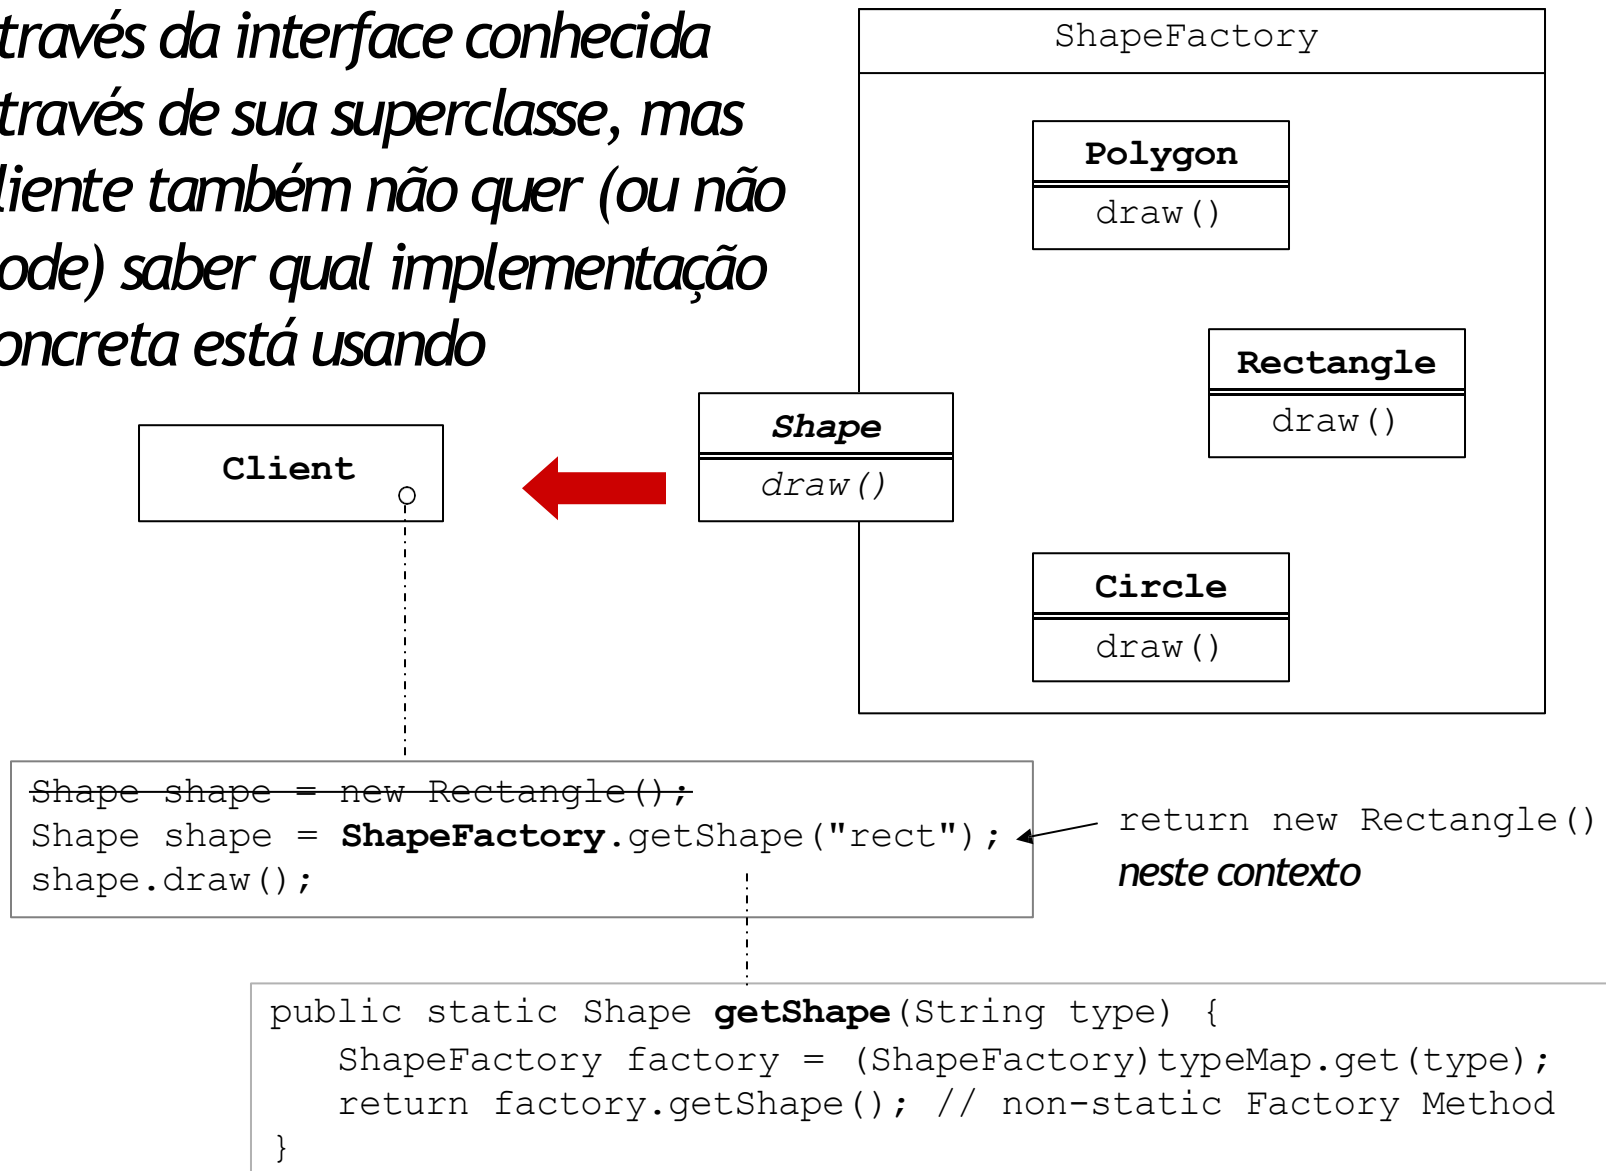 través da interface conhecida
través de sua superclasse, mas
liente também não quer (ou não
ode) saber qual implementação
oncreta está usando
ShapeFactory
Polygon
draw()
Rectangle
draw()
Shape
draw()
Client
Circle
draw()
Shape shape = new Rectangle();
Shape shape = ShapeFactory.getShape("rect");
shape.draw();
return new Rectangle()
neste contexto
public static Shape getShape(String type) {
ShapeFactory factory = (ShapeFactory)typeMap.get(type);
return factory.getShape(); // non-static Factory Method
}